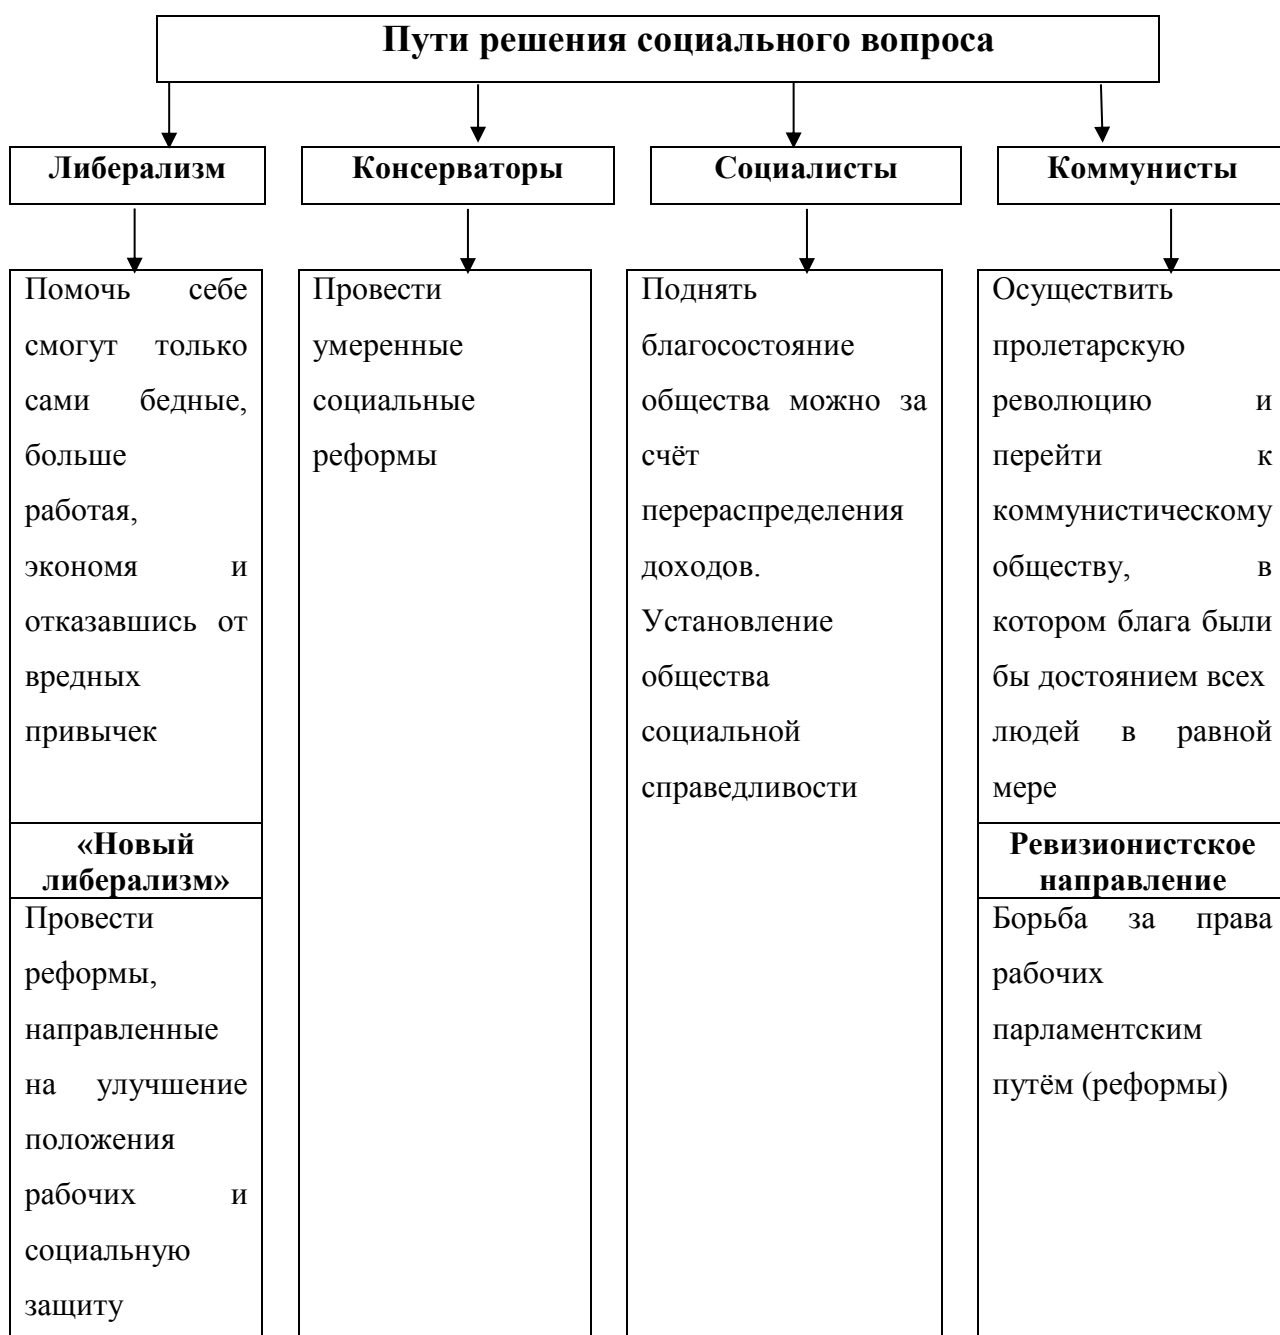 Пути решения социального вопроса
Либерализм
Консерваторы
Социалисты
Коммунисты
Помочь себе
смогут только
сами бедные,
больше
работая,
экономя и
отказавшись от
вредных
привычек
«Новый
либерализм»
Провести
реформы,
направленные
на улучшение
положения
рабочих и
социальную
защиту
Провести
умеренные
социальные
реформы
Поднять
благосостояние
общества можно за
счёт
перераспределения
доходов.
Установление
общества
социальной
справедливости
Осуществить
пролетарскую
революцию и
перейти к
коммунистическому
обществу, в
котором блага были
бы достоянием всех
людей в равной
мере
Ревизионистское
направление
Борьба за права
рабочих
парламентским
путём (реформы)